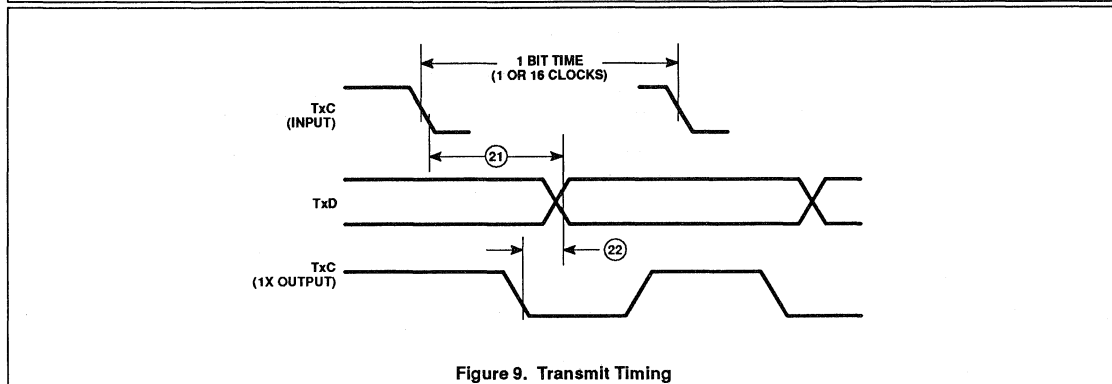 1 BIT TIME
(1 OR 16 CLOCKS)
TxC
(INPUT)
21
TxD
22
TxC
(1X OUTPUT)
Figure 9. Transmit Timing